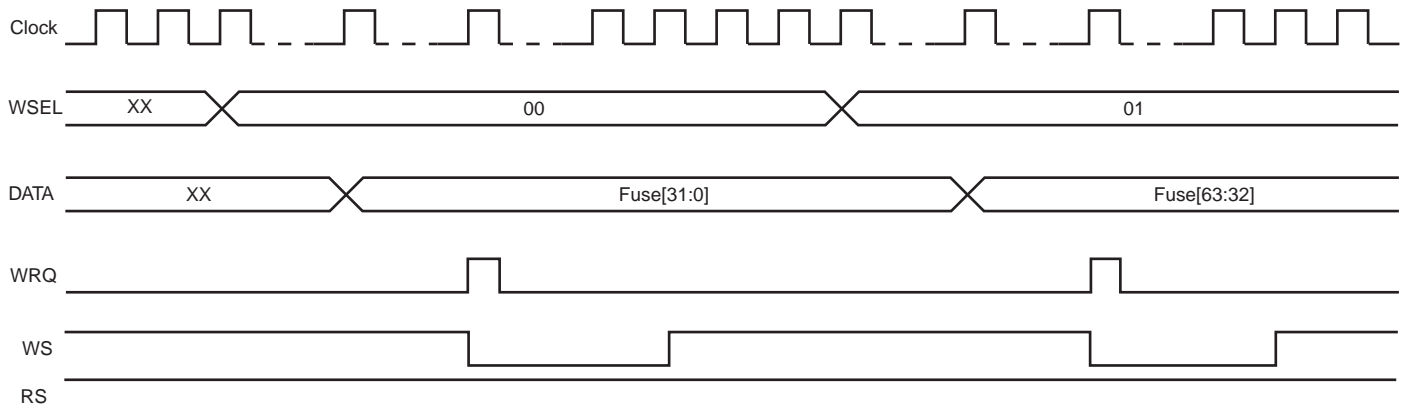 Clock
WSEL XX 00 01
DATA XX Fuse[31:0] Fuse[63:32]
WRQ
WS
RS